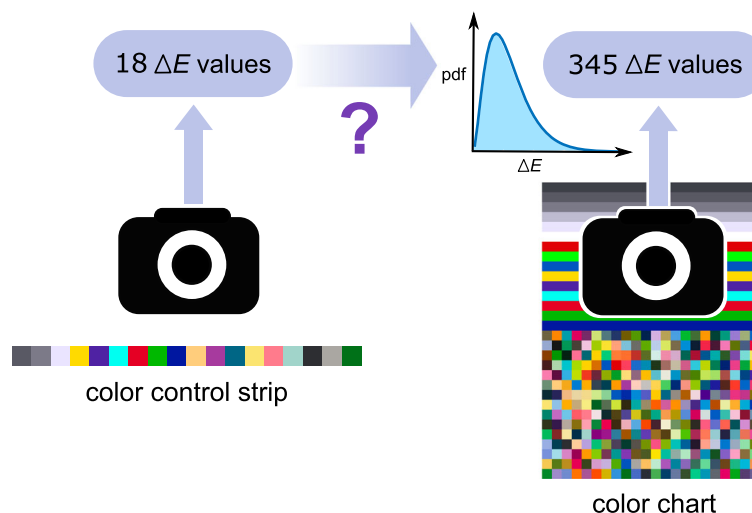 18 ΔE values
pdf
345 ΔE values
?
ΔE
color control strip
color chart